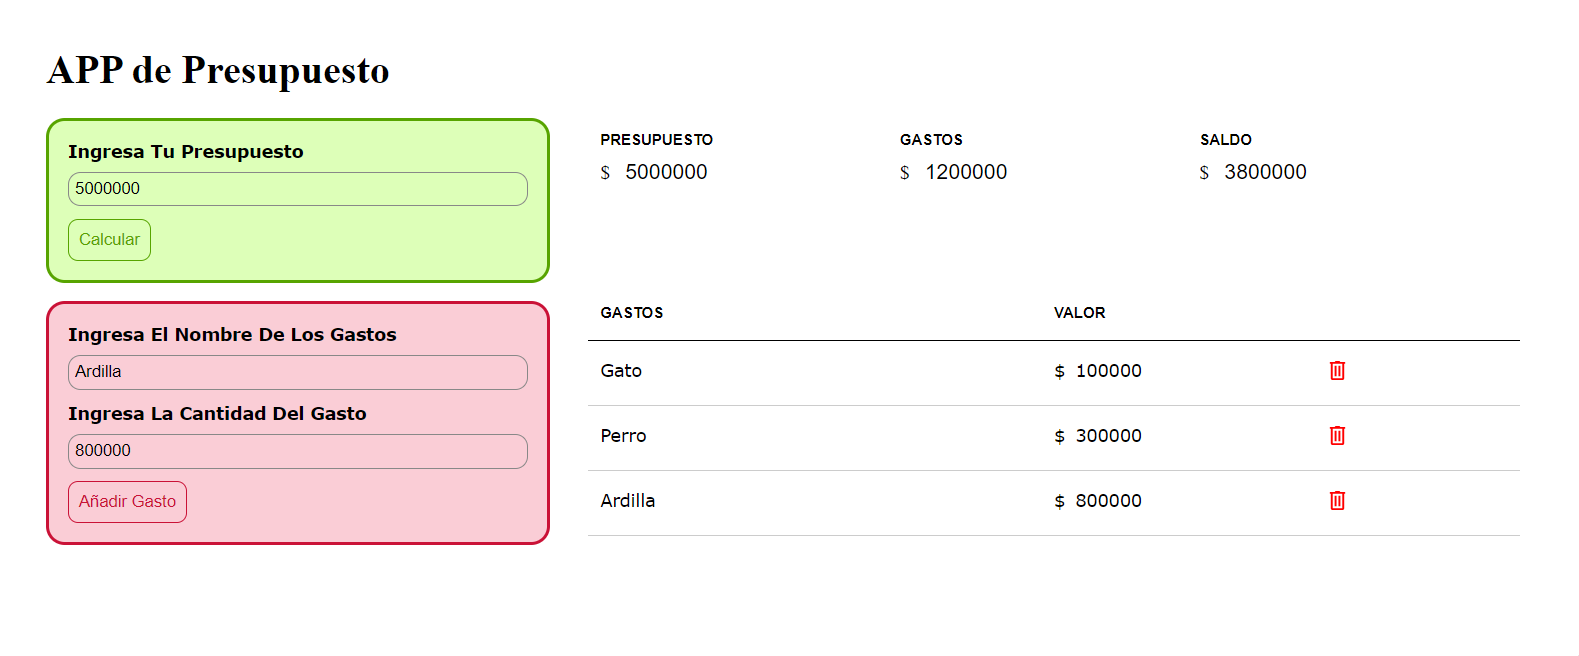 APP de Presupuesto
Ingresa Tu Presupuesto
5000000
Calcular
PRESUPUESTO GASTOS SALDO
$ 5000000 $ 1200000 $ 3800000
Ingresa El Nombre De Los Gastos
Ardilla
Ingresa La Cantidad Del Gasto
800000
Añadir Gasto
GASTOS VALOR
Gato $ 100000
Perro $ 300000
Ardilla $ 800000